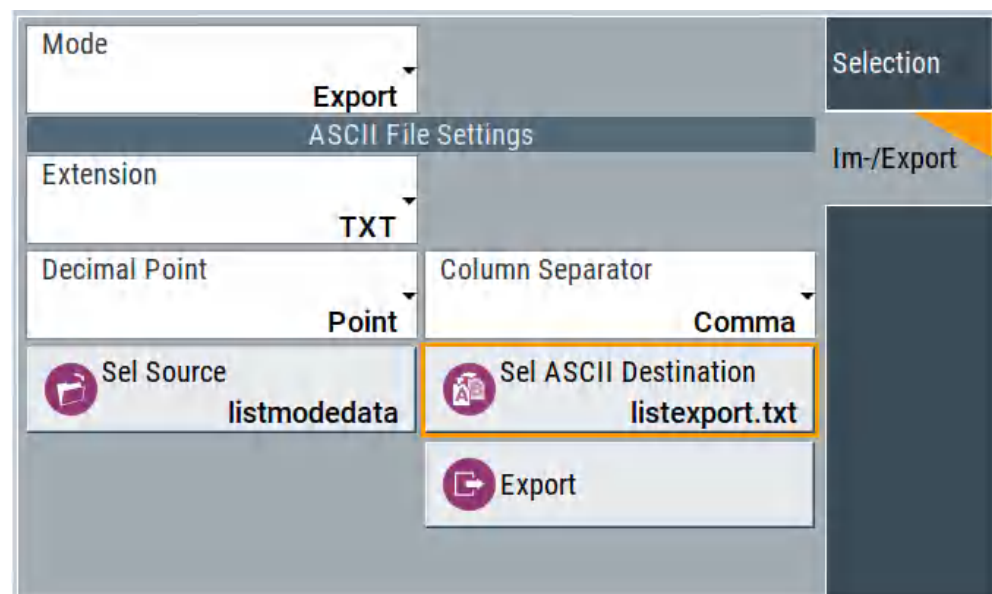 Mode
Export
Selection
ASCII File Settings
Im-/Export
Extension
TXT
Decimal Point
Point
Column Separator
Comma
Sel Source
listmodedata
Sel ASCII Destination
listexport.txt
Export